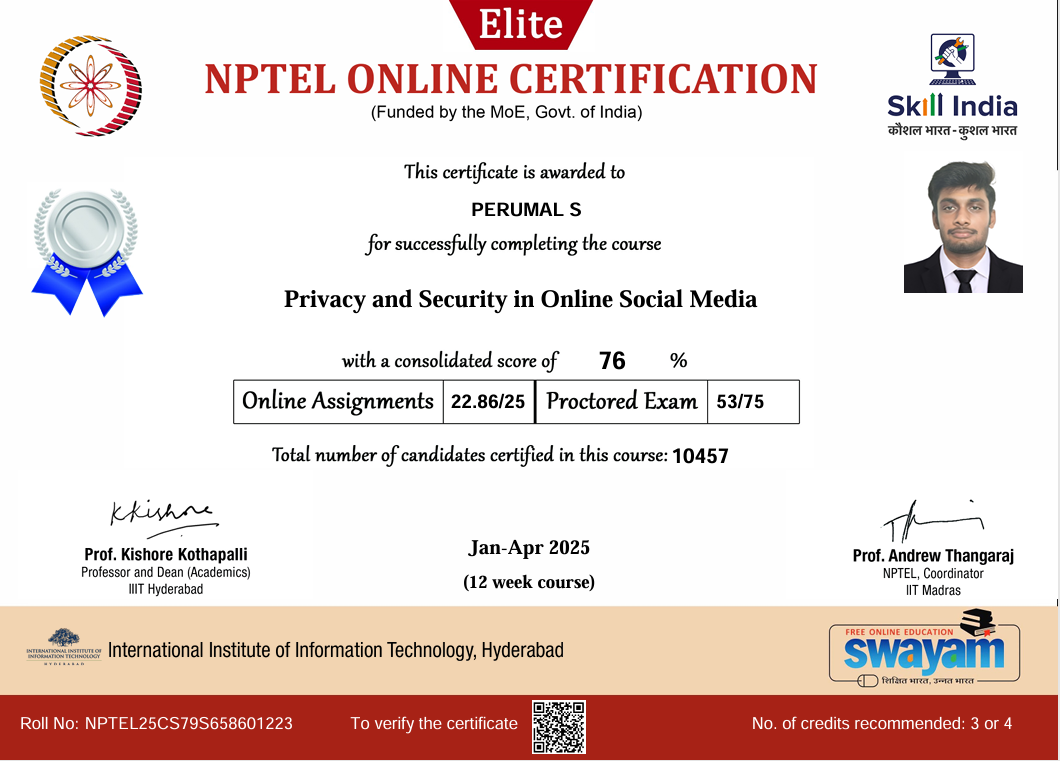 Elite
NPTEL ONLINE CERTIFICATION
(Funded by the MoE, Govt. of India)
Skill India
कौशल भारत - कुशल भारत
This certificate is awarded to
PERUMAL S
for successfully completing the course
Privacy and Security in Online Social Media
with a consolidated score of 76 %
Online Assignments 22.86/25 Proctored Exam 53/75
Total number of candidates certified in this course: 10457
KKishore
Prof. Kishore Kothapalli
Professor and Dean (Academics)
IIIT Hyderabad
Jan-Apr 2025
(12 week course)
Prof. Andrew Thangaraj
NPTEL, Coordinator
IIT Madras
INTERNATIONAL INSTITUTE OF
INFORMATION TECHNOLOGY
HYDERABAD
International Institute of Information Technology, Hyderabad
FREE ONLINE EDUCATION
swayam
शिक्षित भारत, उन्नत भारत
Roll No: NPTEL25CS79S658601223 To verify the certificate No. of credits recommended: 3 or 4